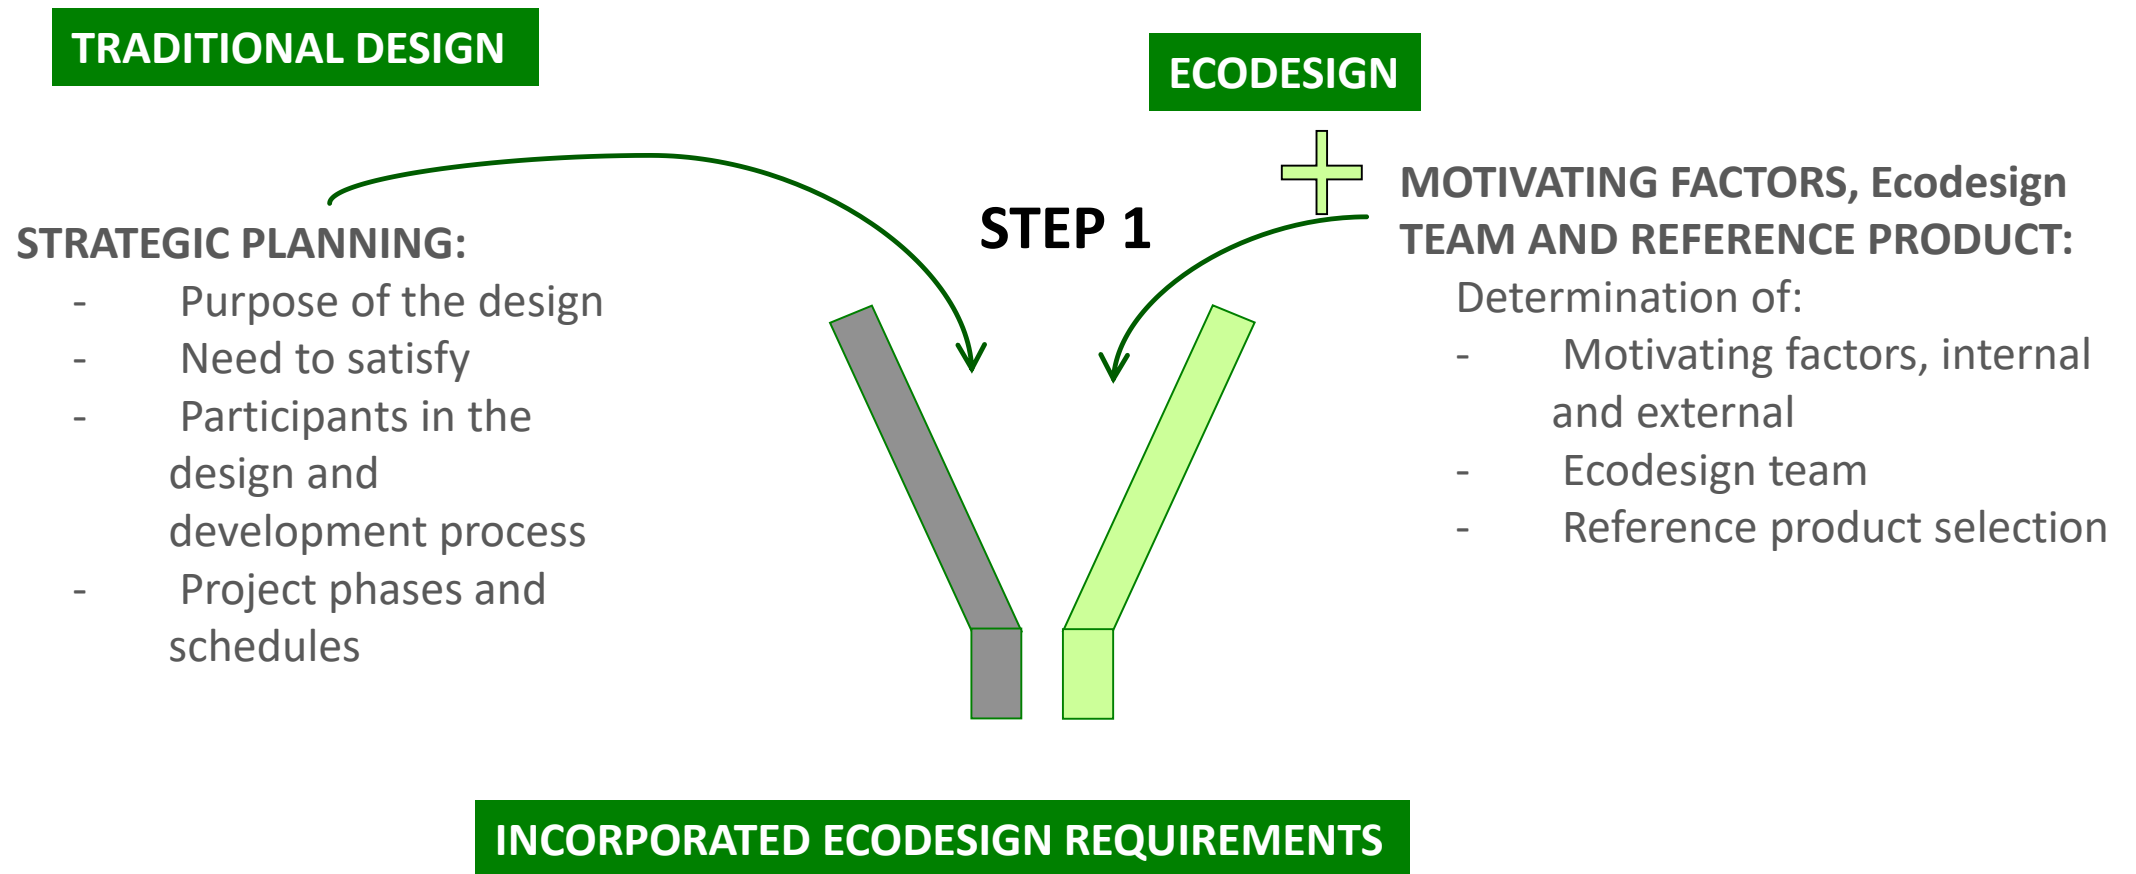 TRADITIONAL DESIGN
ECODESIGN
STEP 1
STRATEGIC PLANNING:
- Purpose of the design
- Need to satisfy
- Participants in the
design and
development process
- Project phases and
schedules
MOTIVATING FACTORS, Ecodesign
TEAM AND REFERENCE PRODUCT:
Determination of:
- Motivating factors, internal
and external
- Ecodesign team
- Reference product selection
INCORPORATED ECODESIGN REQUIREMENTS